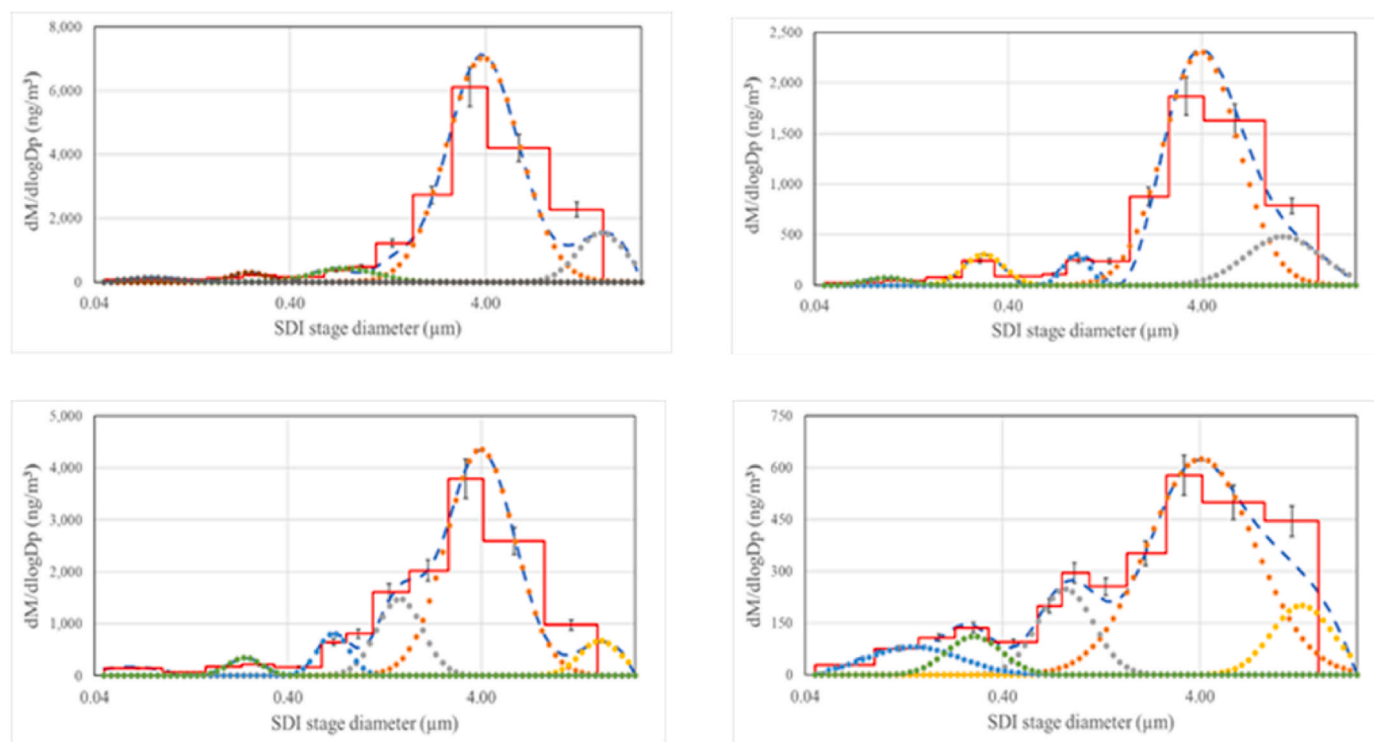 8,000
6,000
4,000
2,000
0
dM/dlogDp (ng/m³)
0.04 0.40 4.00
SDI stage diameter (µm)
2,500
2,000
1,500
1,000
500
0
dM/dlogDp (ng/m³)
0.04 0.40 4.00
SDI stage diameter (µm)
5,000
4,000
3,000
2,000
1,000
0
dM/dlogDp (ng/m³)
0.04 0.40 4.00
SDI stage diameter (µm)
750
600
450
300
150
0
dM/dlogDp (ng/m³)
0.04 0.40 4.00
SDI stage diameter (µm)